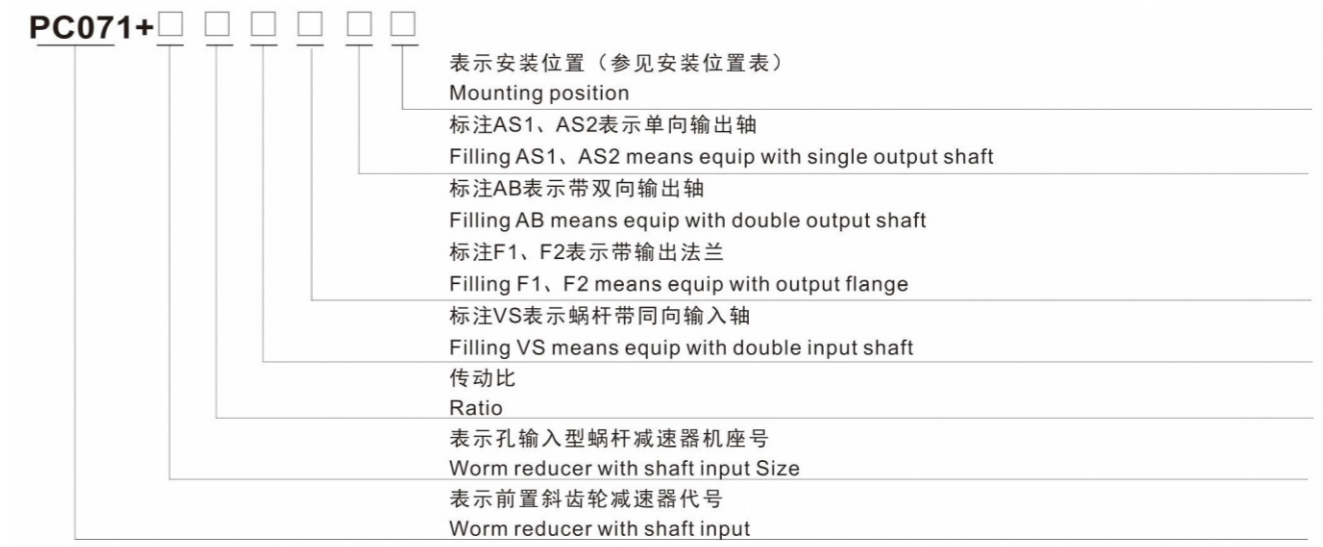 PC071+□ □ □ □ □ □
表示安装位置（参见安装位置表）
Mounting position
标注AS1、AS2表示单向输出轴
Filling AS1、AS2 means equip with single output shaft
标注AB表示带双向输出轴
Filling AB means equip with double output shaft
标注F1、F2表示带输出法兰
Filling F1、F2 means equip with output flange
标注VS表示蜗杆带同向输入轴
Filling VS means equip with double input shaft
传动比
Ratio
表示孔输入型蜗杆减速器机座号
Worm reducer with shaft input Size
表示前置斜齿轮减速器代号
Worm reducer with shaft input